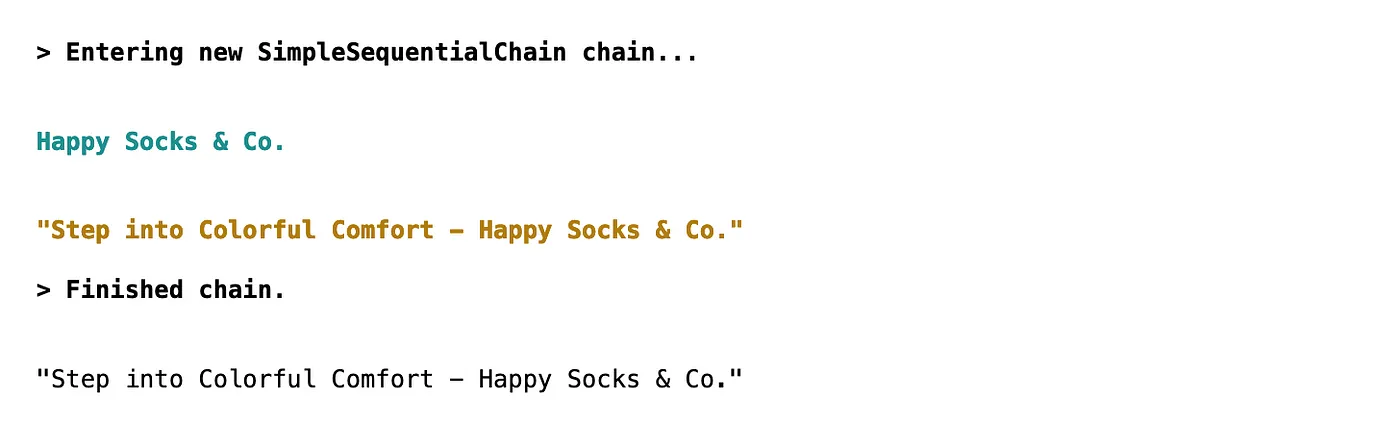 > Entering new SimpleSequentialChain chain...
Happy Socks & Co.
"Step into Colorful Comfort – Happy Socks & Co."
> Finished chain.
"Step into Colorful Comfort – Happy Socks & Co."